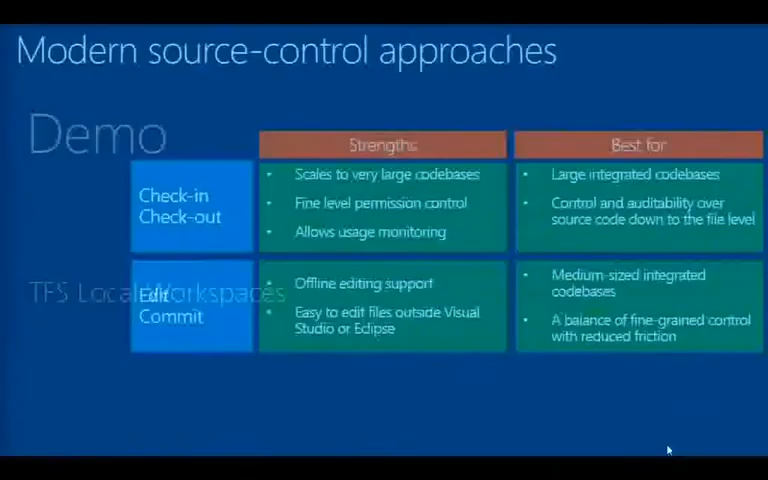 Modern source-control approaches
Demo
Strengths
Best for
Check-in
Check-out
• Scales to very large codebases
• Fine level permission control
• Allows usage monitoring
• Large integrated codebases
• Control and auditability over
source code down to the file level
TFS Local Workspaces
Edit
Commit
• Offline editing support
• Easy to edit files outside Visual
Studio or Eclipse
• Medium-sized integrated
codebases
• A balance of fine-grained control
with reduced friction